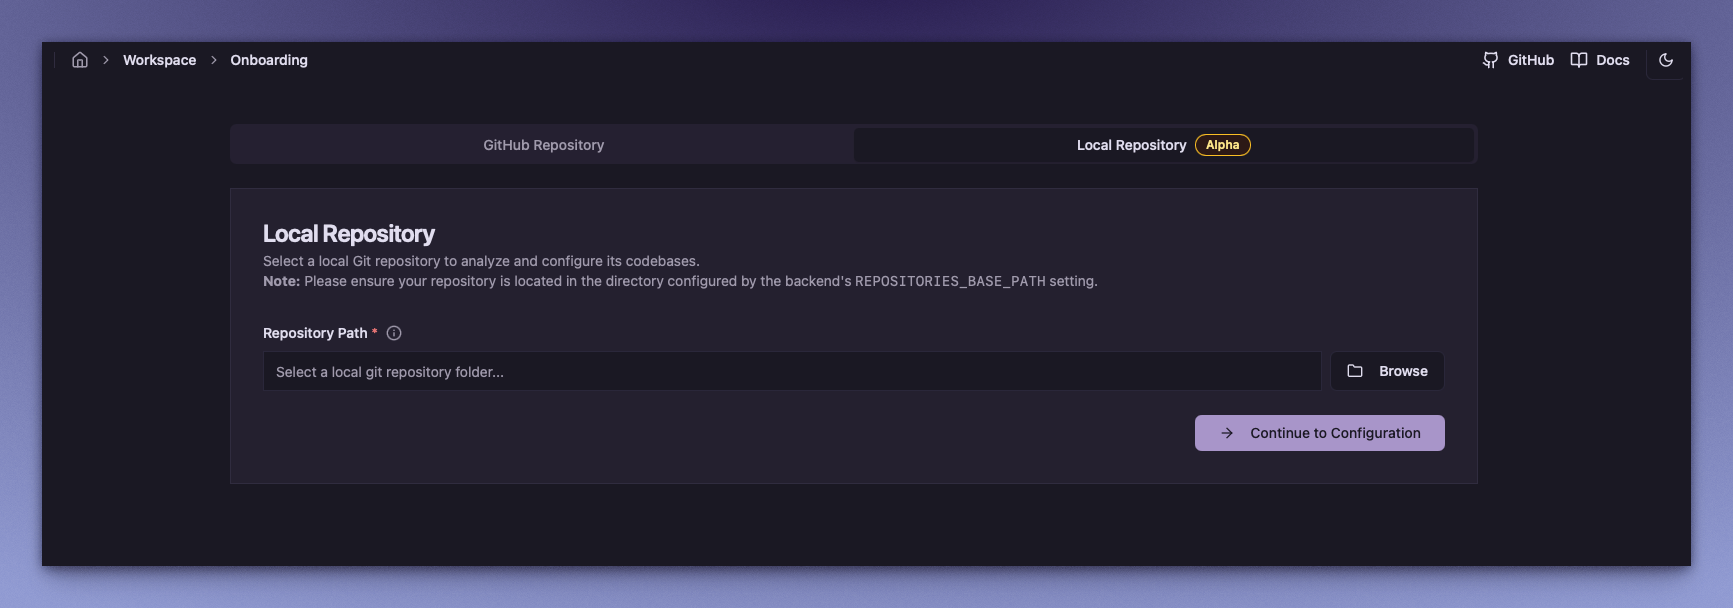 Workspace
Onboarding
GitHub
Docs
GitHub Repository
Local Repository
Alpha
Local Repository
Select a local Git repository to analyze and configure its codebases.
Note: Please ensure your repository is located in the directory configured by the backend's REPOSITORIES_BASE_PATH setting.
Repository Path *
Select a local git repository folder...
Browse
Continue to Configuration